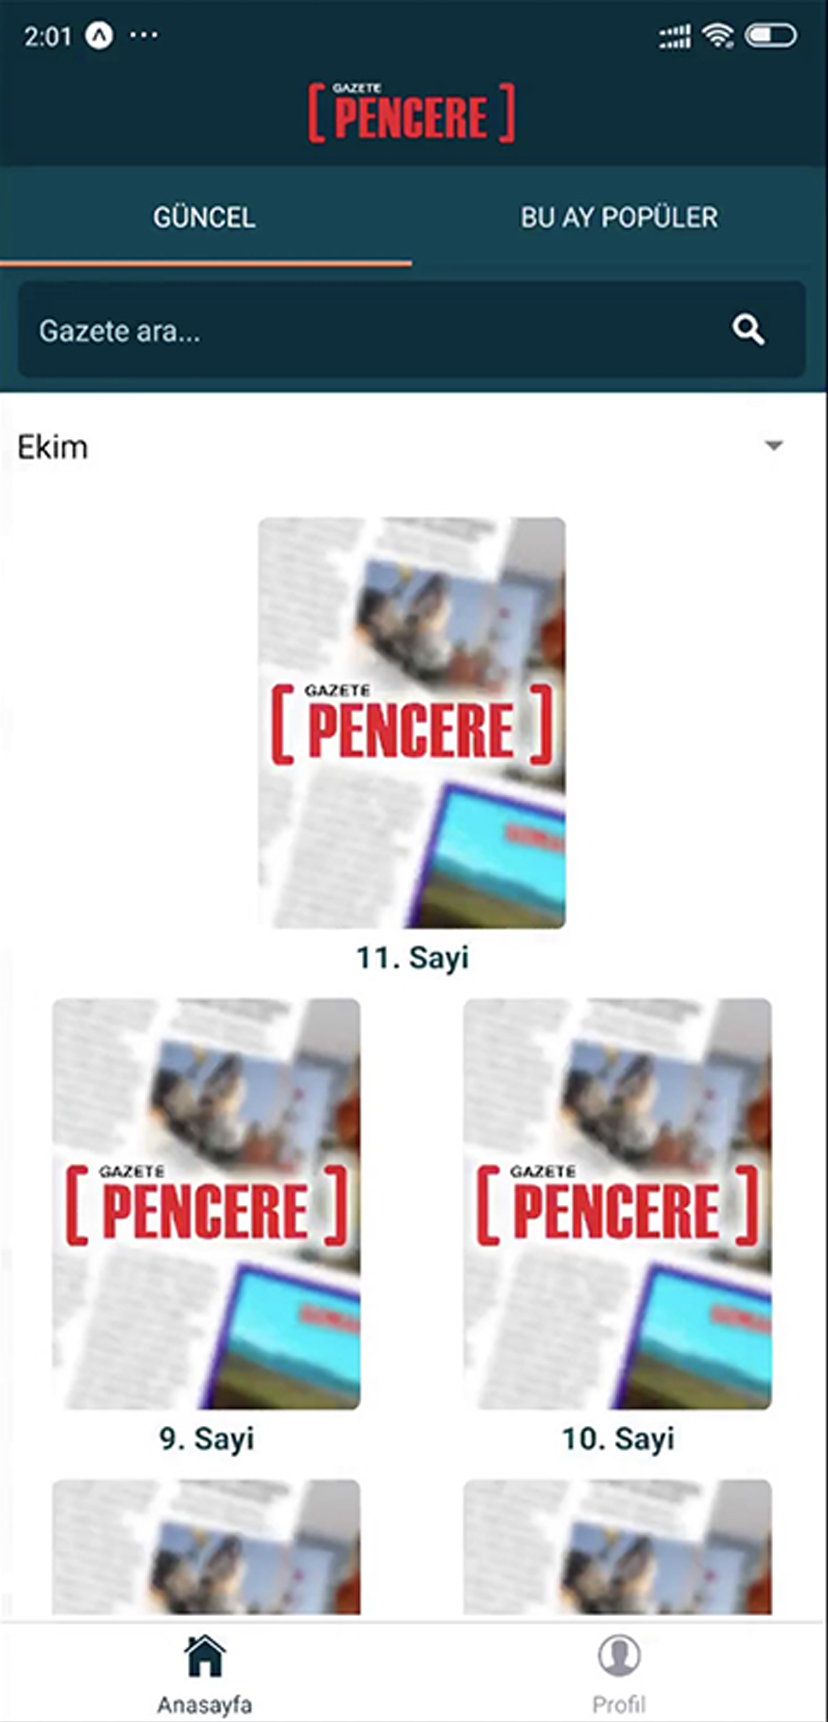 2:01
GAZETE
[ PENCERE ]
GÜNCEL
BU AY POPÜLER
Gazete ara...
Ekim
GAZETE
[ PENCERE ]
11. Sayi
GAZETE
[ PENCERE ]
GAZETE
[ PENCERE ]
9. Sayi
10. Sayi
Anasayfa
Profil